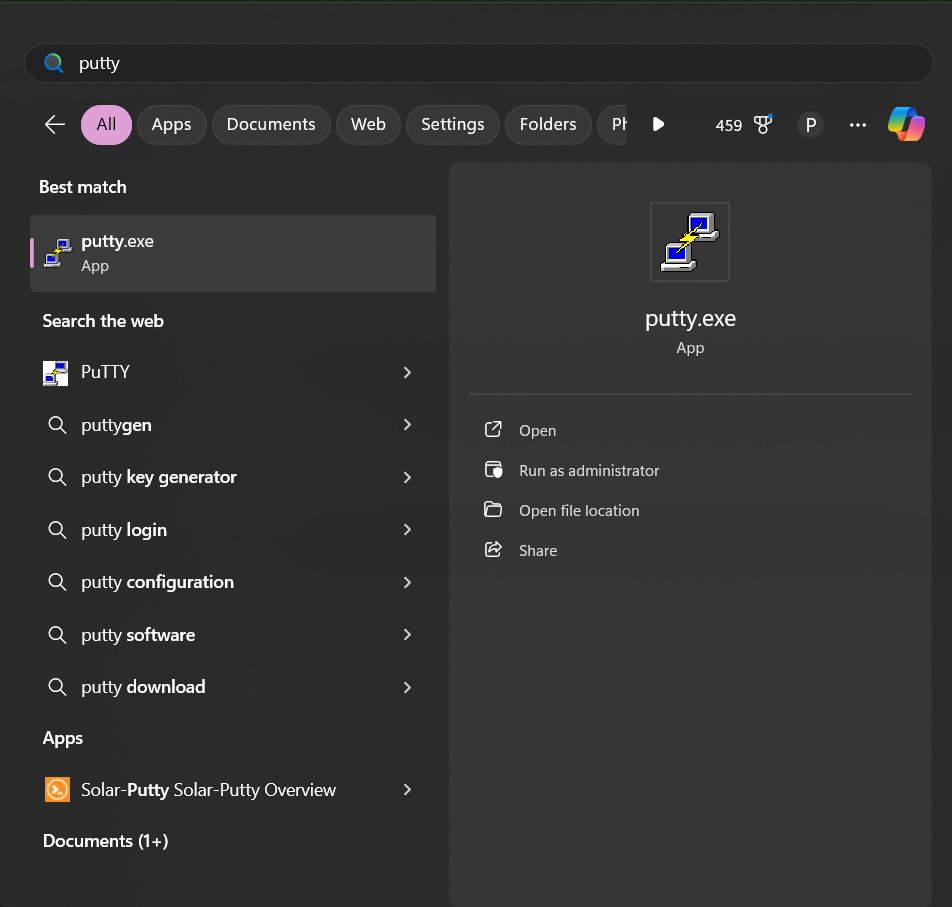 putty
All
Apps
Documents
Web
Settings
Folders
459
P
Best match
putty.exe
App
Search the web
PuTTY
puttygen
putty key generator
putty login
putty configuration
putty software
putty download
Apps
Solar-Putty Solar-Putty Overview
Documents (1+)
putty.exe
App
Open
Run as administrator
Open file location
Share